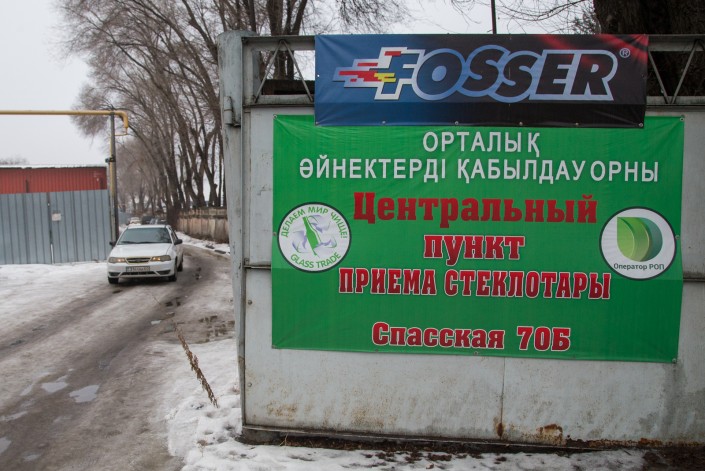 FOSSER®
ОРТАЛЫҚ
ӘЙНЕКТЕРДІ ҚАБЫЛДАУ ОРНЫ
Центральный
пункт
ПРИЕМА СТЕКЛОТАРЫ
Спасская 70Б
ДЕЛАЕМ МИР ЧИЩЕ!
GLASS TRADE
Оператор РОП